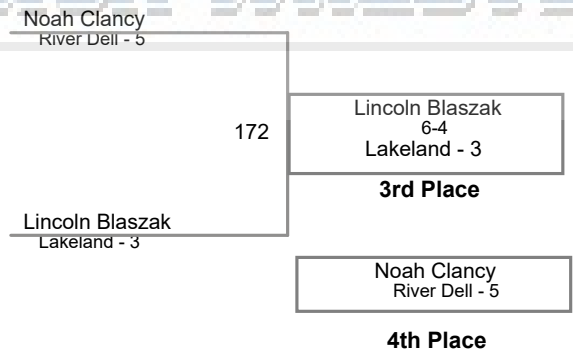 Noah Clancy
River Dell - 5
172
Lincoln Blaszak
6-4
Lakeland - 3
3rd Place
Lincoln Blaszak
Lakeland - 3
Noah Clancy
River Dell - 5
4th Place